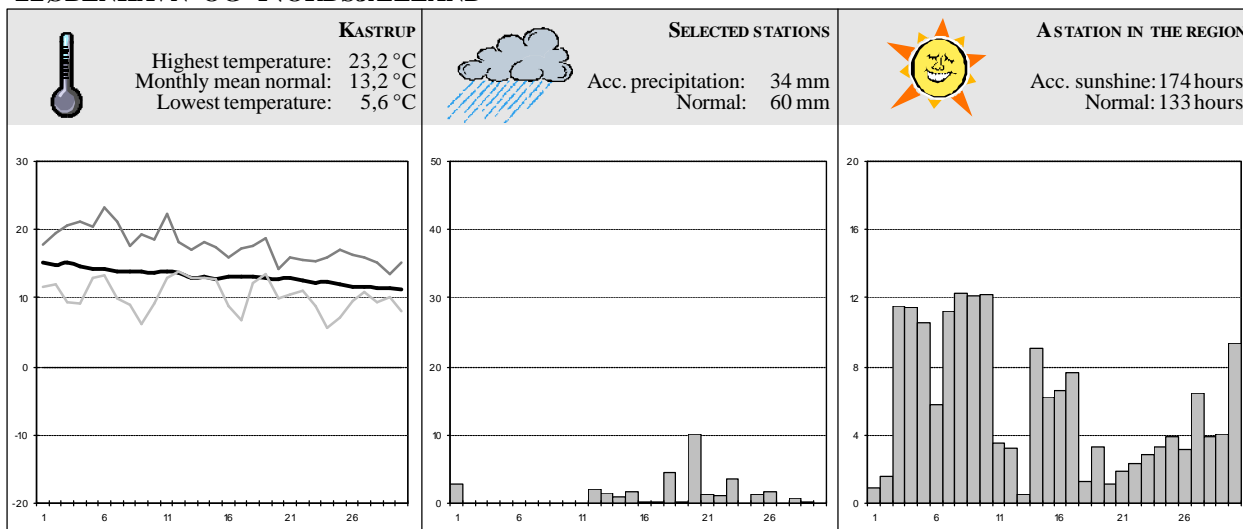 KASTRUP
Highest temperature: 23,2 °C
Monthly mean normal: 13,2 °C
Lowest temperature: 5,6 °C
SELECTED STATIONS
Acc. precipitation: 34 mm
Normal: 60 mm
A STATION IN THE REGION
Acc. sunshine: 174 hours
Normal: 133 hours
30
20
10
0
-10
-20
1 6 11 16 21 26
50
40
30
20
10
0
1 6 11 16 21 26
20
16
12
8
4
0
1 6 11 16 21 26